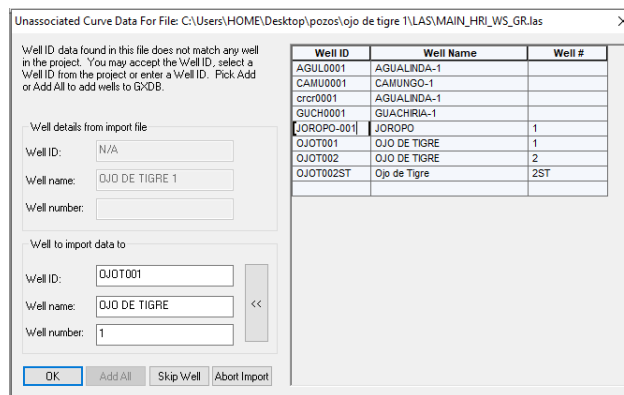 Unassociated Curve Data For File: C:\Users\HOME\Desktop\pozos\ojo de tigre 1\LAS\MAIN_HRI_WS_GR.las
Well ID data found in this file does not match any well
in the project. You may accept the Well ID, select a
Well ID from the project or enter a Well ID. Pick Add
or Add All to add wells to GXDB.
Well details from import file
Well ID: N/A
Well name: OJO DE TIGRE 1
Well number:
Well to import data to
Well ID: OJOT001
Well name: OJO DE TIGRE
<<
Well number: 1
OK Add All Skip Well Abort Import
Well ID Well Name Well #
AGUL0001 AGUALINDA-1
CAMU0001 CAMUNGO-1
crcr0001 AGUALINDA-1
GUCH0001 GUACHIRIA-1
JOROPO-001 JOROPO 1
OJOT001 OJO DE TIGRE 1
OJOT002 OJO DE TIGRE 2
OJOT002ST Ojo de Tigre 2ST